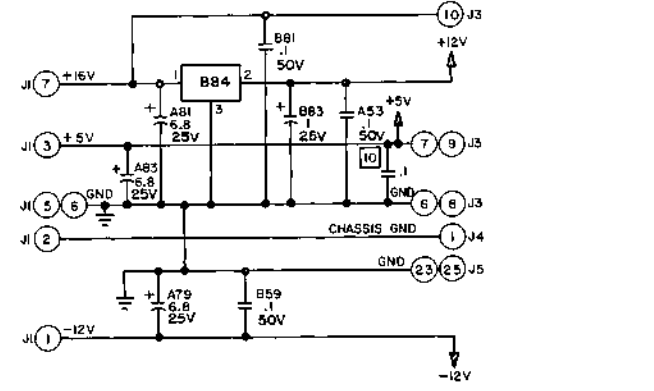 10 J3
B81
.1
50V
+12V
J1 7 +16V
1 B84 2
3
+ A81
6.8
25V
+ B83
.1
25V
A53
.1
50V
+5V
J1 3 +5V
7 9 J3
10
.1
+ A83
6.8
25V
J1 5 6 GND
GND 6 8 J3
J1 2
CHASSIS GND
1 J4
GND 23 25 J5
+ A79
6.8
25V
B59
.1
50V
J1 1 -12V
-12V